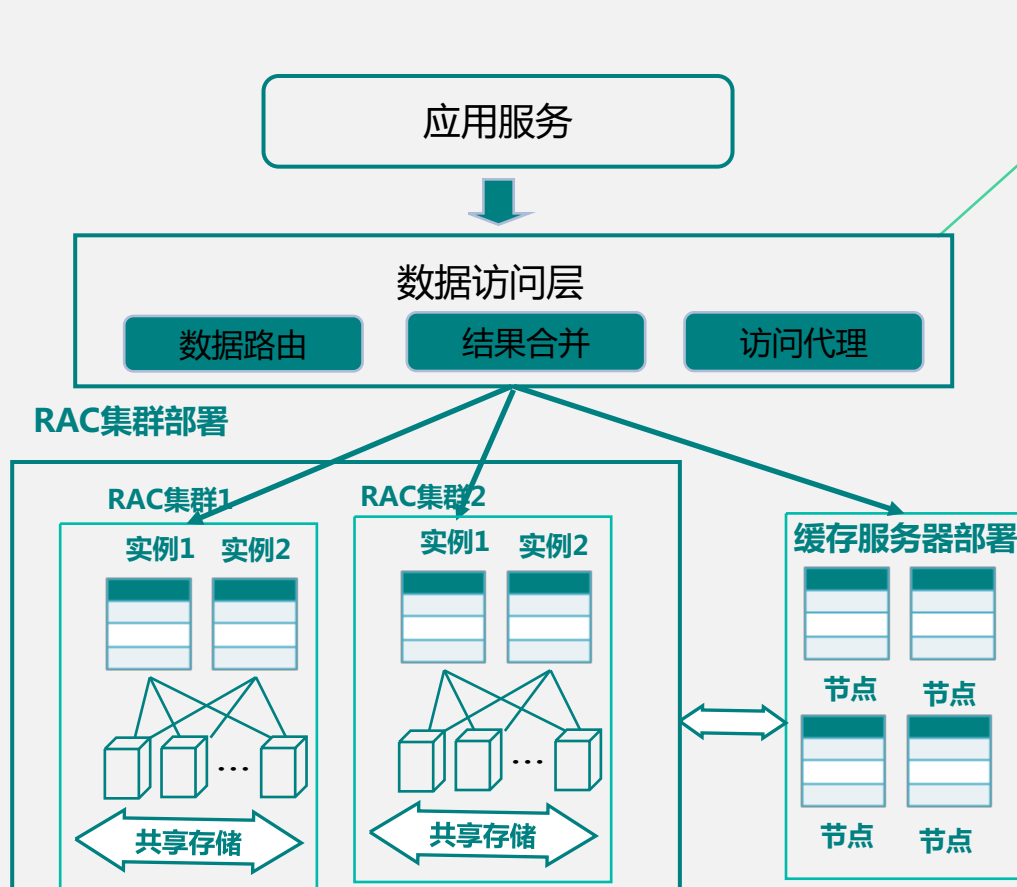 应用服务
数据访问层
数据路由
结果合并
访问代理
RAC集群部署
RAC集群1
实例1 实例2
...
共享存储
RAC集群2
实例1 实例2
...
共享存储
缓存服务器部署
节点 节点
节点 节点